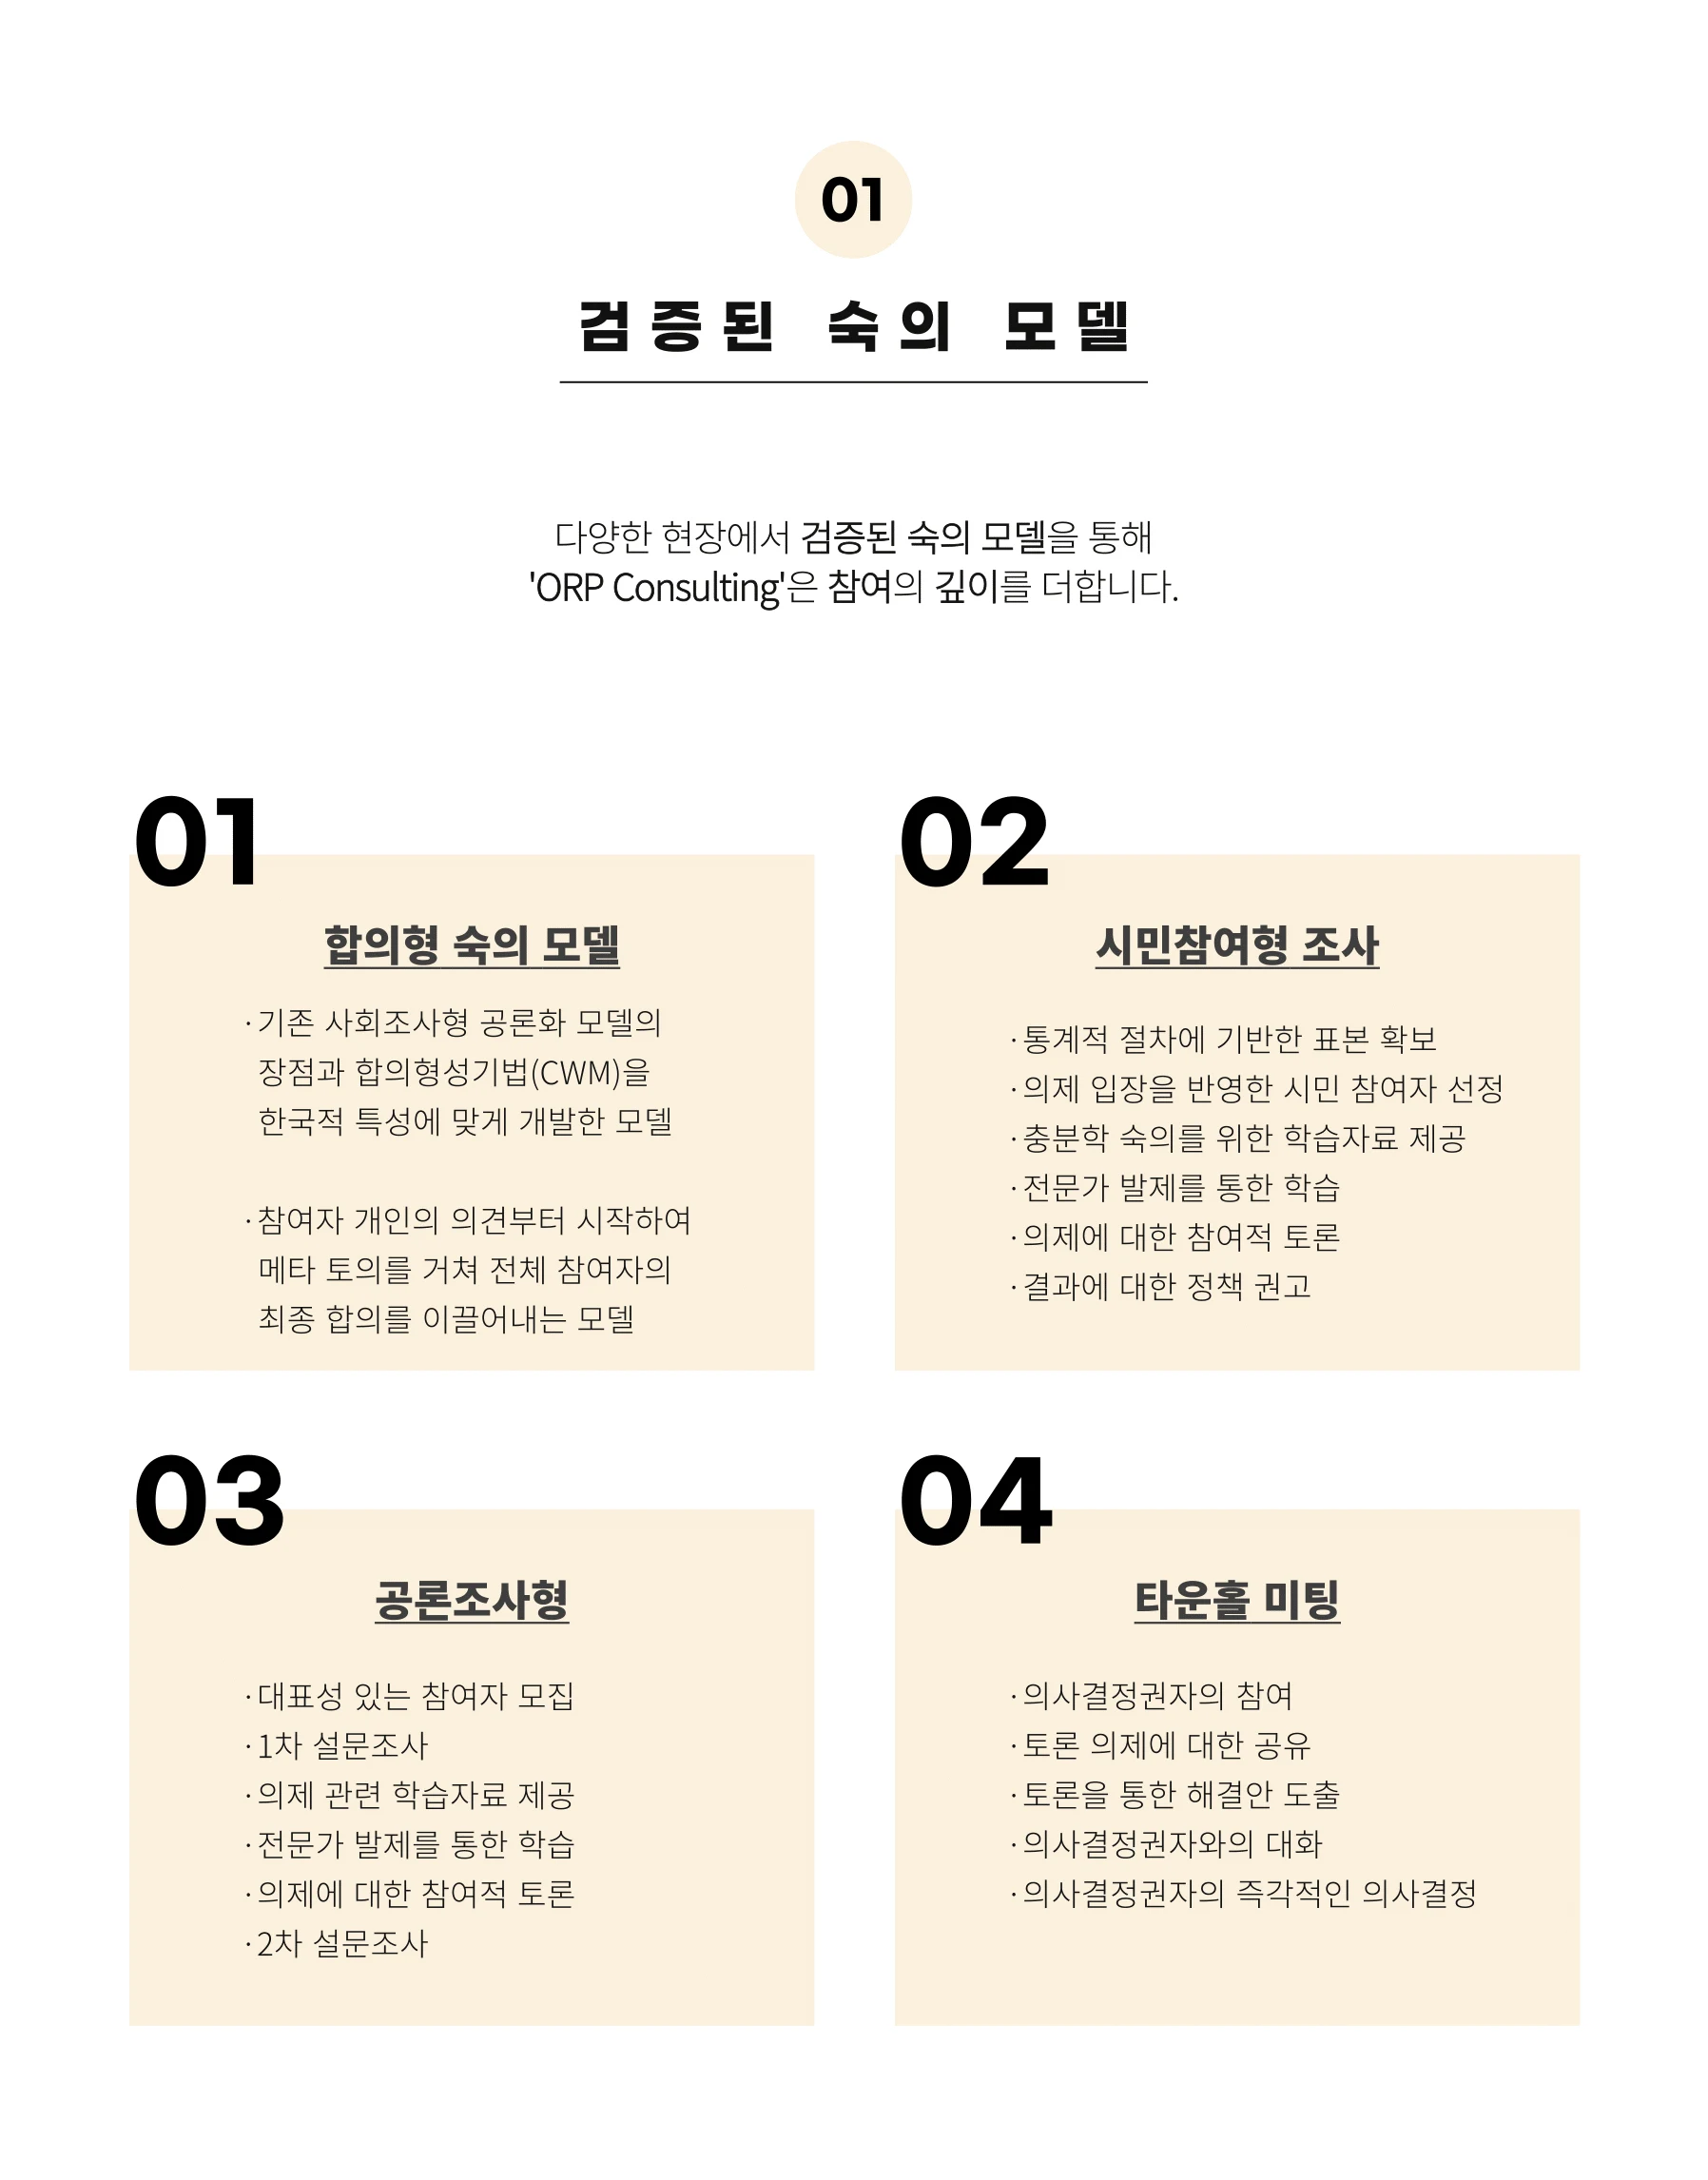 01
검증된 숙의 모델
다양한 현장에서 검증된 숙의 모델을 통해
'ORP Consulting'은 참여의 깊이를 더합니다.
01
합의형 숙의 모델
·기존 사회조사형 공론화 모델의
장점과 합의형성기법(CWM)을
한국적 특성에 맞게 개발한 모델
·참여자 개인의 의견부터 시작하여
메타 토의를 거쳐 전체 참여자의
최종 합의를 이끌어내는 모델
02
시민참여형 조사
·통계적 절차에 기반한 표본 확보
·의제 입장을 반영한 시민 참여자 선정
·충분학 숙의를 위한 학습자료 제공
·전문가 발제를 통한 학습
·의제에 대한 참여적 토론
·결과에 대한 정책 권고
03
공론조사형
·대표성 있는 참여자 모집
·1차 설문조사
·의제 관련 학습자료 제공
·전문가 발제를 통한 학습
·의제에 대한 참여적 토론
·2차 설문조사
04
타운홀 미팅
·의사결정권자의 참여
·토론 의제에 대한 공유
·토론을 통한 해결안 도출
·의사결정권자와의 대화
·의사결정권자의 즉각적인 의사결정